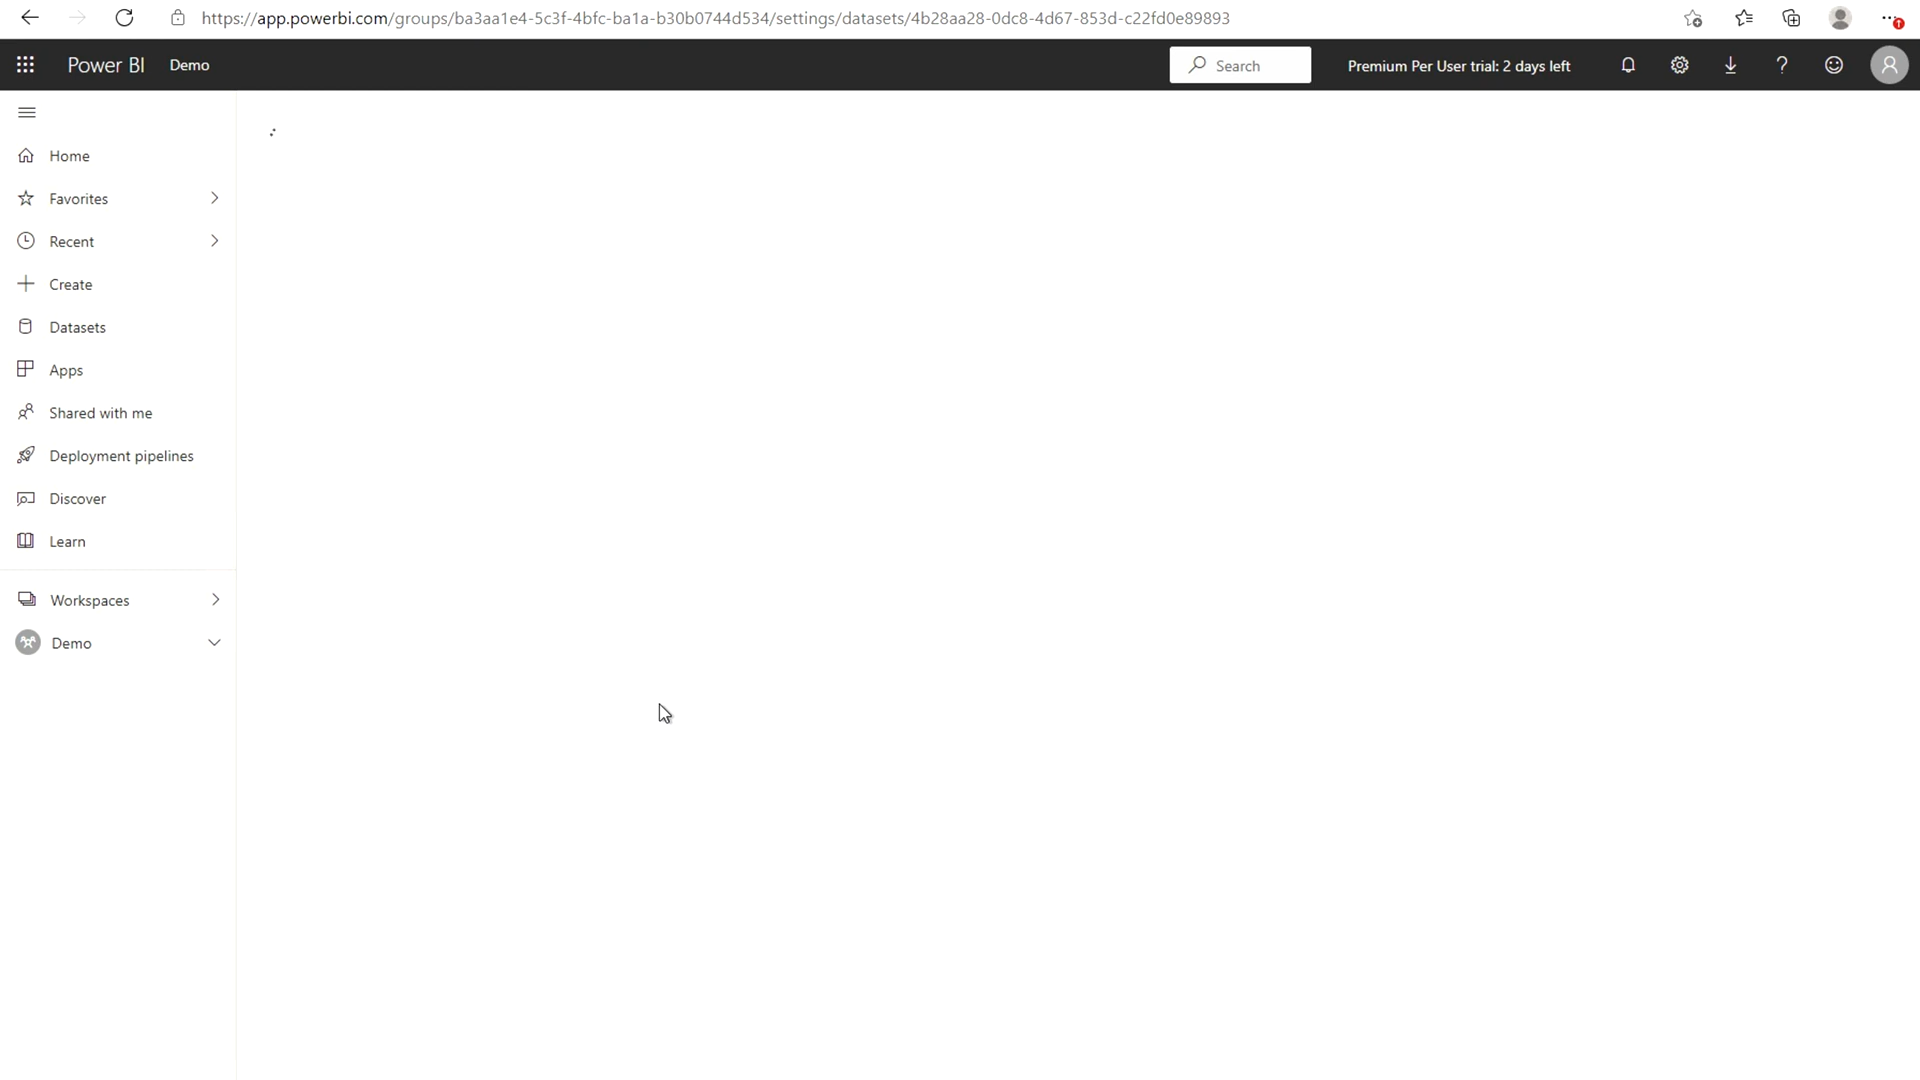 https://app.powerbi.com/groups/ba3aa1e4-5c3f-4bfc-ba1a-b30b0744d534/settings/datasets/4b28aa28-0dc8-4d67-853d-c22fd0e89893
Power BI Demo Search Premium Per User trial: 2 days left
Home
Favorites
Recent
Create
Datasets
Apps
Shared with me
Deployment pipelines
Discover
Learn
Workspaces
Demo